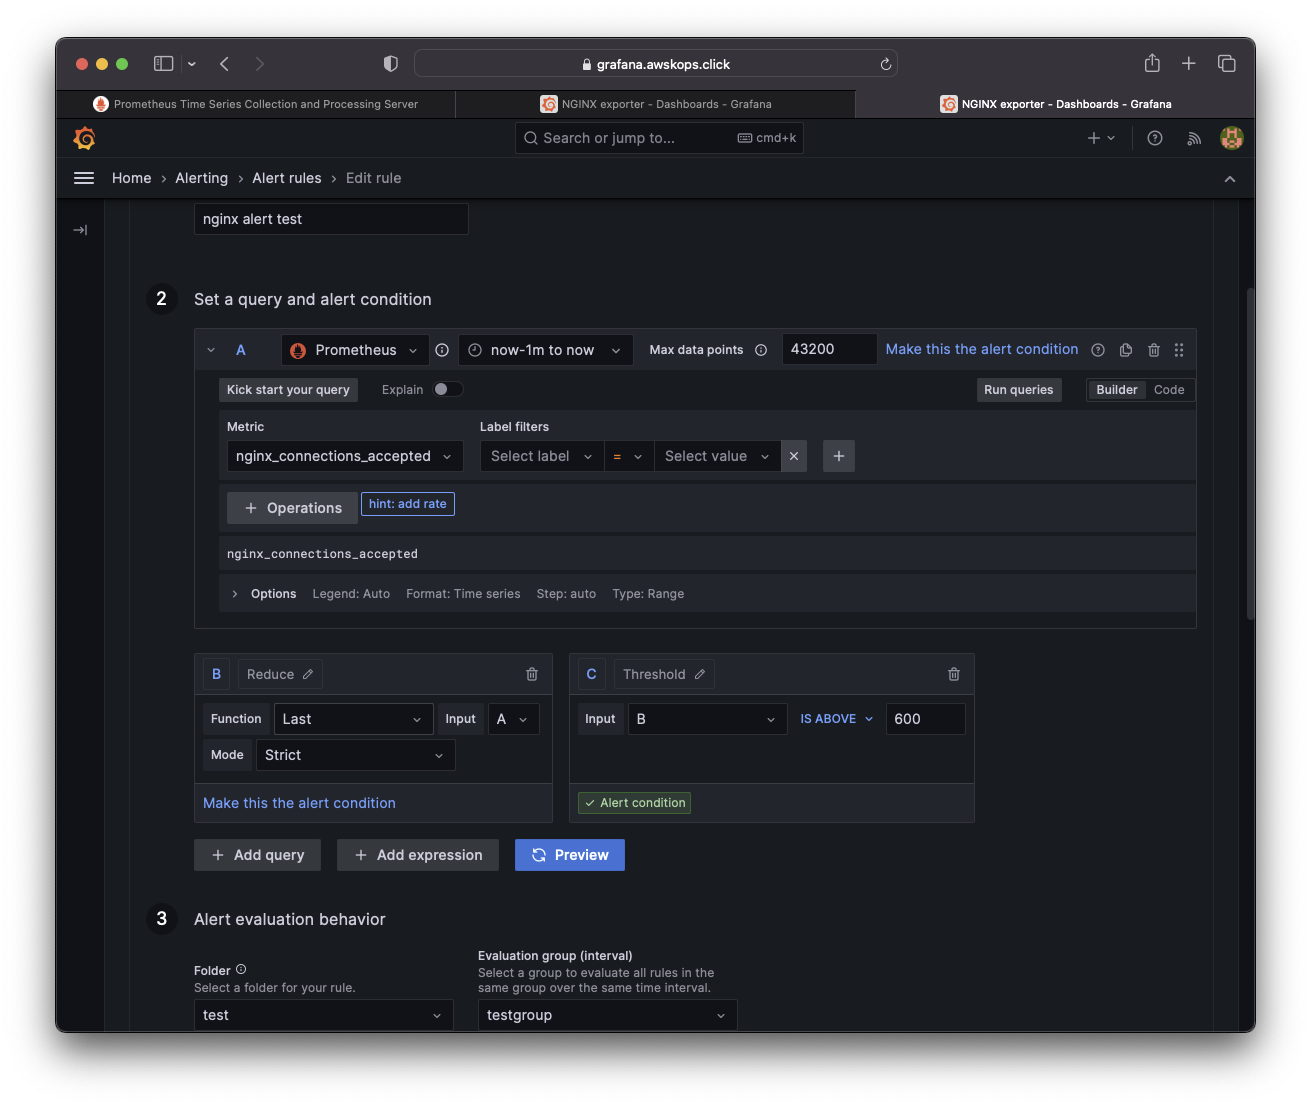 grafana.awskops.click
Prometheus Time Series Collection and Processing Server
NGINX exporter - Dashboards - Grafana
NGINX exporter - Dashboards - Grafana
Search or jump to... cmd+k
Home › Alerting › Alert rules › Edit rule
nginx alert test
2 Set a query and alert condition
A Prometheus now-1m to now Max data points 43200 Make this the alert condition
Kick start your query Explain Run queries Builder Code
Metric Label filters
nginx_connections_accepted Select label = Select value
+ Operations hint: add rate
nginx_connections_accepted
Options Legend: Auto Format: Time series Step: auto Type: Range
B Reduce
Function Last Input A
Mode Strict
Make this the alert condition
C Threshold
Input B IS ABOVE 600
Alert condition
+ Add query + Add expression Preview
3 Alert evaluation behavior
Folder
Select a folder for your rule.
test
Evaluation group (interval)
Select a group to evaluate all rules in the
same group over the same time interval.
testgroup